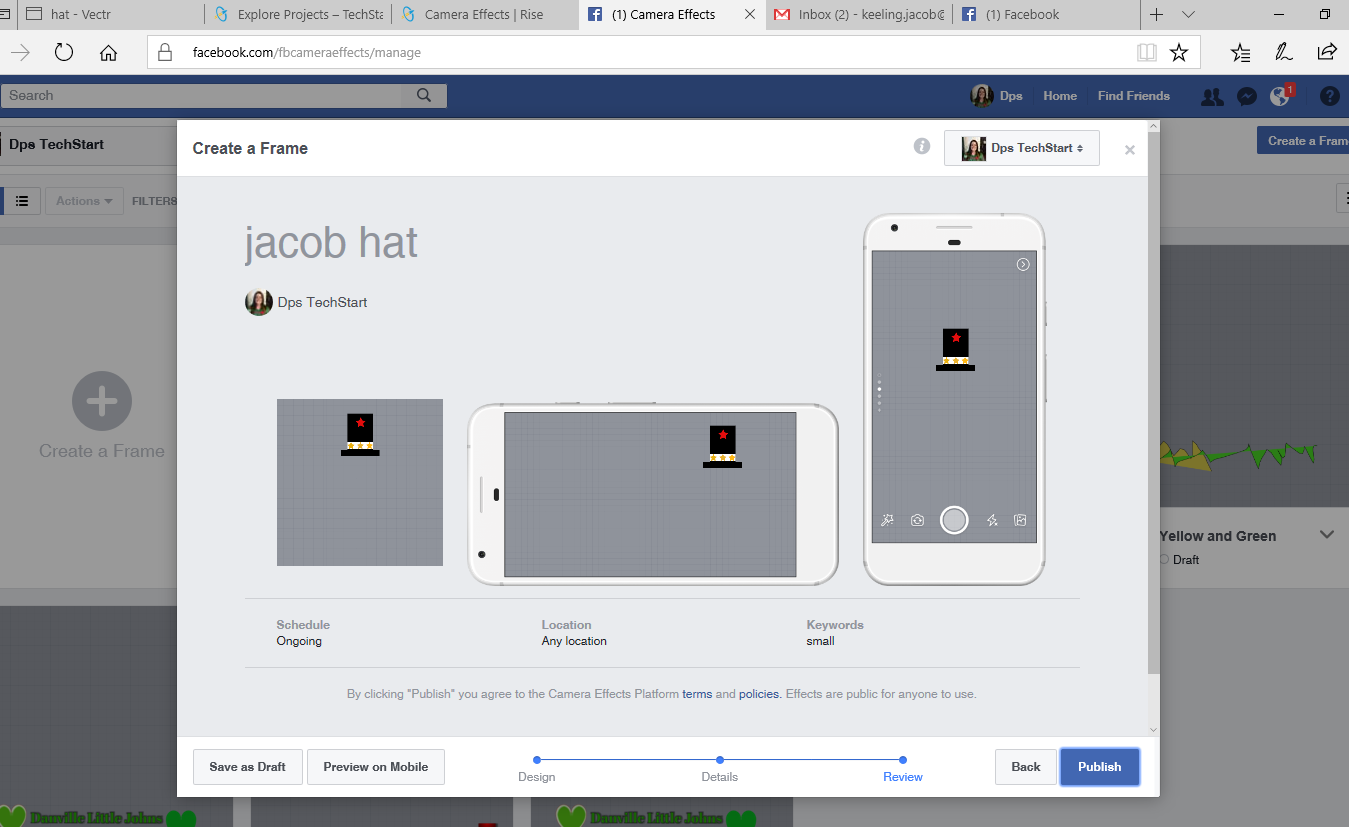 hat - Vectr
Explore Projects – TechSta
Camera Effects | Rise
(1) Camera Effects
Inbox (2) - keeling.jacob@
(1) Facebook
facebook.com/fbcameraeffects/manage
Search
Dps
Home
Find Friends
1
Dps TechStart
Create a Fram
Actions
FILTERS
Create a Frame
Dps TechStart
jacob hat
Dps TechStart
Create a Frame
Yellow and Green
Draft
Schedule
Ongoing
Location
Any location
Keywords
small
By clicking "Publish" you agree to the Camera Effects Platform terms and policies. Effects are public for anyone to use.
Save as Draft
Preview on Mobile
Design
Details
Review
Back
Publish
Danville Little Johns
Danville Little Johns